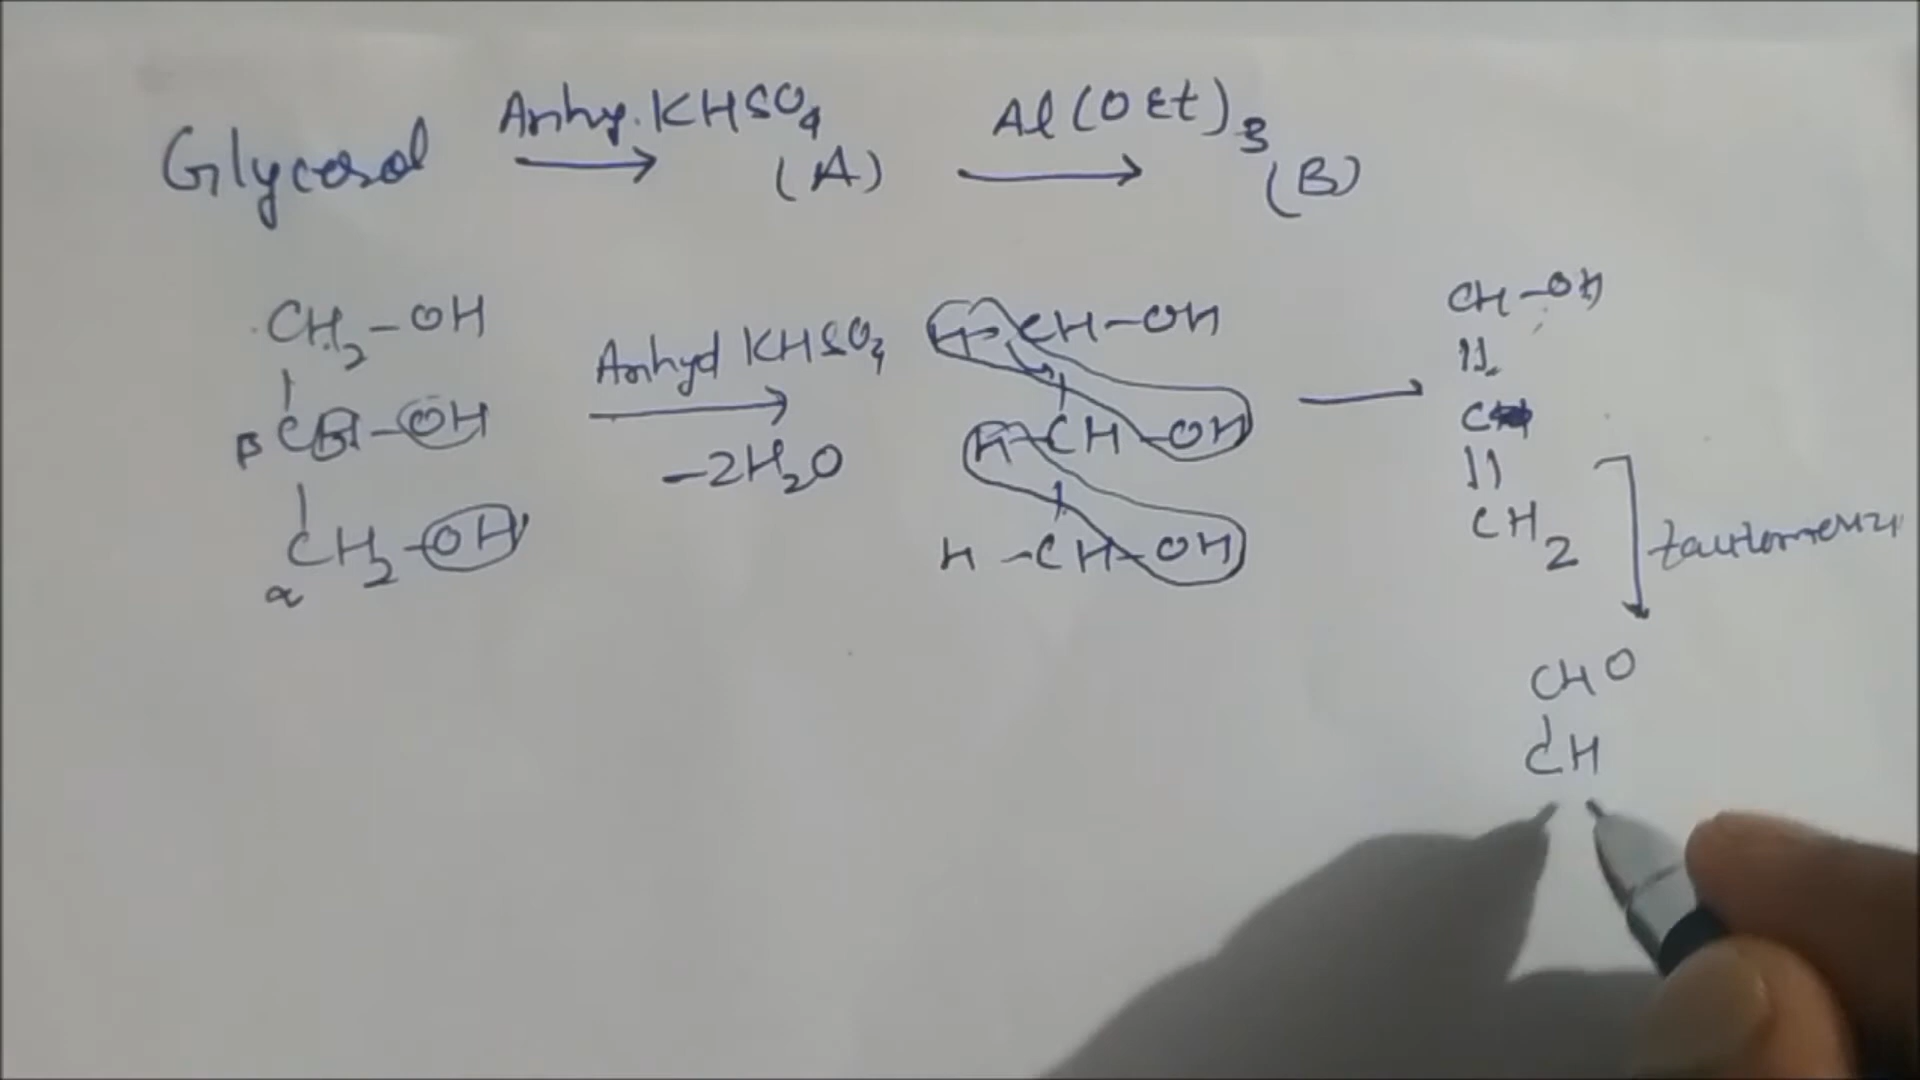 Glycerol Anhy. KHSO4 (A) Al(OEt)3 (B)
CH2-OH
β CH-OH
CH2-OH
α
Anhyd KHSO4
-2H2O
H-CH-OH
H-CH-OH
H-CH-OH
CH-OH
||
C
||
CH2
CHO
CH